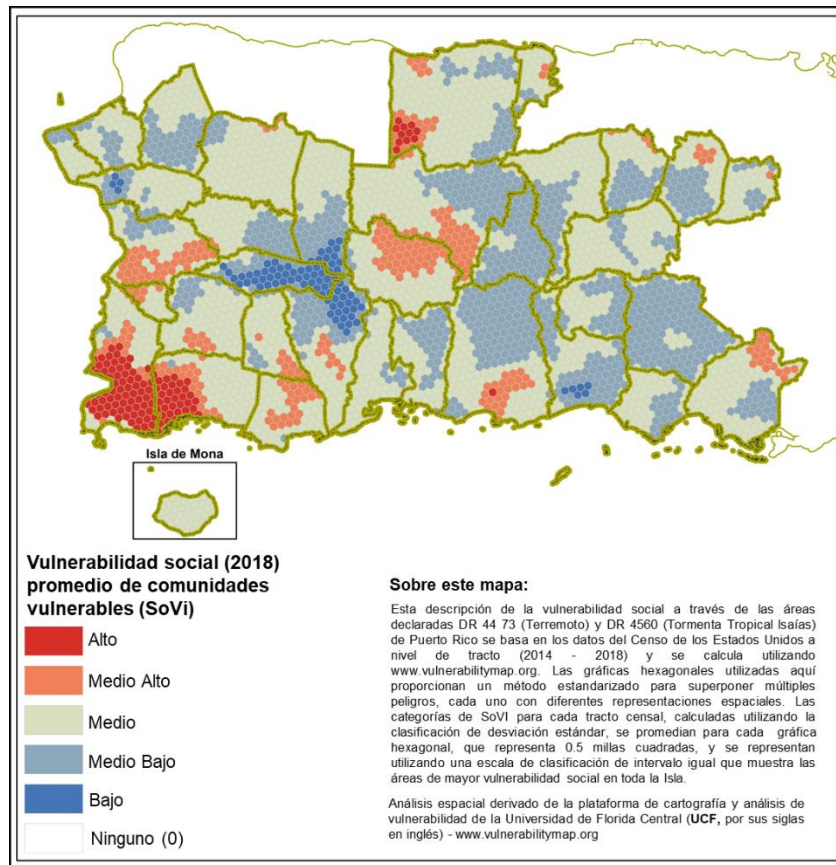 Isla de Mona
Vulnerabilidad social (2018)
promedio de comunidades
vulnerables (SoVi)
Alto
Medio Alto
Medio
Medio Bajo
Bajo
Ninguno (0)
Sobre este mapa:
Esta descripción de la vulnerabilidad social a través de las áreas
declaradas DR 44 73 (Terremoto) y DR 4560 (Tormenta Tropical Isaías)
de Puerto Rico se basa en los datos del Censo de los Estados Unidos a
nivel de tracto (2014 - 2018) y se calcula utilizando
www.vulnerabilitymap.org. Las gráficas hexagonales utilizadas aquí
proporcionan un método estandarizado para superponer múltiples
peligros, cada uno con diferentes representaciones espaciales. Las
categorías de SoVI para cada tracto censal, calculadas utilizando la
clasificación de desviación estándar, se promedian para cada gráfica
hexagonal, que representa 0.5 millas cuadradas, y se representan
utilizando una escala de clasificación de intervalo igual que muestra las
áreas de mayor vulnerabilidad social en toda la Isla.
Análisis espacial derivado de la plataforma de cartografía y análisis de
vulnerabilidad de la Universidad de Florida Central (UCF, por sus siglas
en inglés) - www.vulnerabilitymap.org